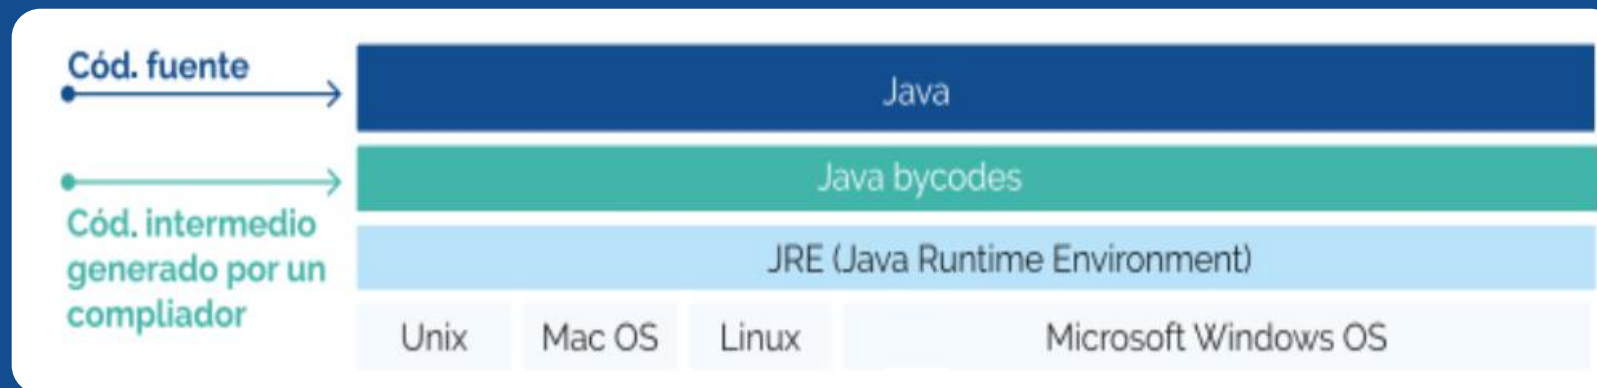 Cód. fuente
Java
Java bycodes
Cód. intermedio
generado por un
compliador
JRE (Java Runtime Environment)
Unix
Mac OS
Linux
Microsoft Windows OS